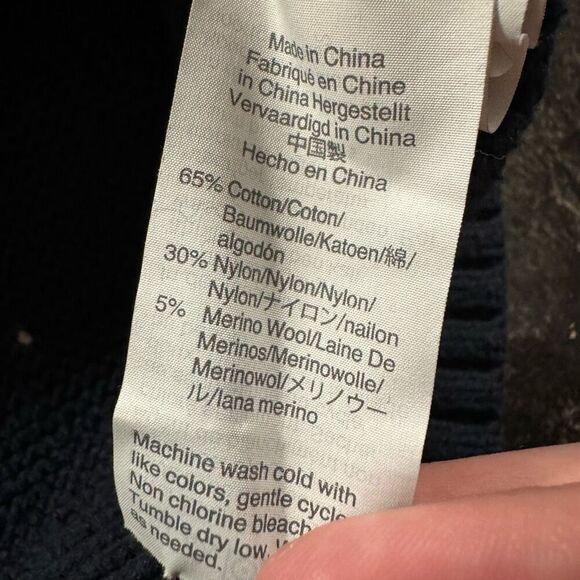 Made in China
Fabriqué en Chine
in China Hergestellt
Vervaardigd in China
中国製
Hecho en China
65% Cotton/Coton/
Baumwolle/Katoen/綿/
algodón
30% Nylon/Nylon/Nylon/
Nylon/ナイロン/nailon
5% Merino Wool/Laine De
Merinos/Merinowolle/
Merinowol/メリノウー
ル/lana merino
Machine wash cold with
like colors, gentle cycle
Non chlorine bleach
Tumble dry low.
as needed.